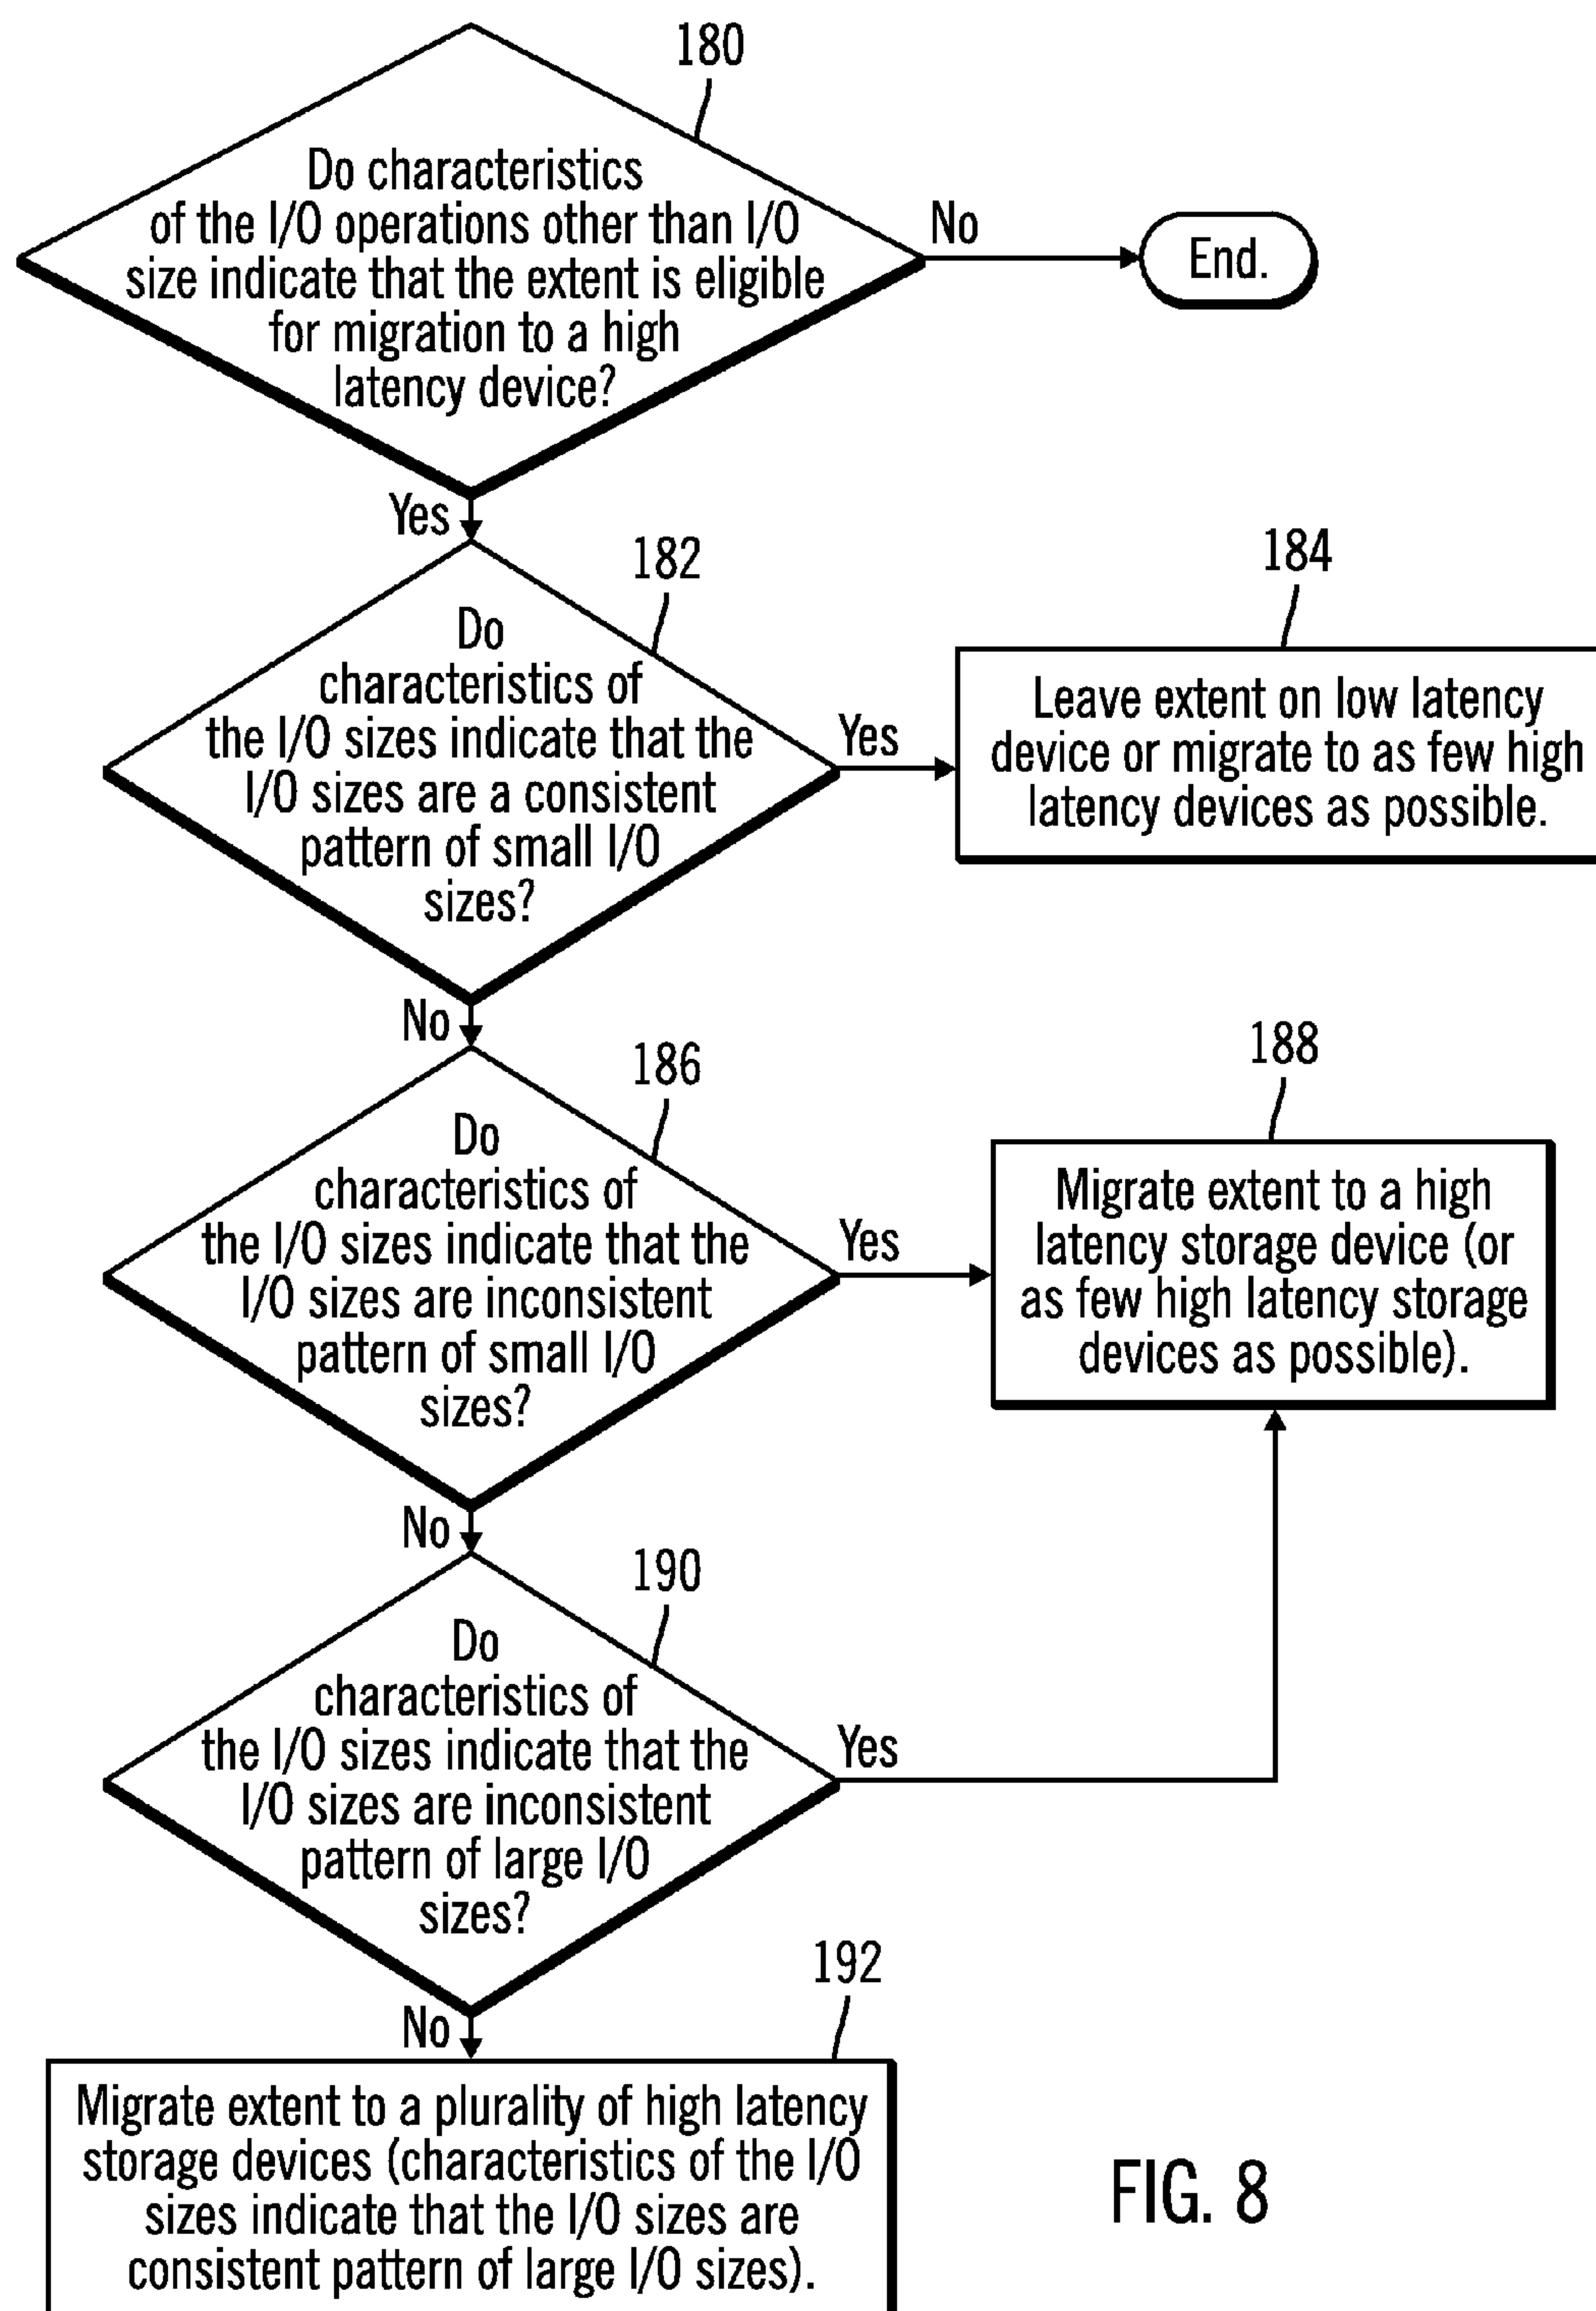 180
Do characteristics
of the I/O operations other than I/O
size indicate that the extent is eligible
for migration to a high
latency device?
No
End.
Yes
182
Do
characteristics of
the I/O sizes indicate that the
I/O sizes are a consistent
pattern of small I/O
sizes?
Yes
184
Leave extent on low latency
device or migrate to as few high
latency devices as possible.
No
186
Do
characteristics of
the I/O sizes indicate that the
I/O sizes are inconsistent
pattern of small I/O
sizes?
Yes
188
Migrate extent to a high
latency storage device (or
as few high latency storage
devices as possible).
No
190
Do
characteristics of
the I/O sizes indicate that the
I/O sizes are inconsistent
pattern of large I/O
sizes?
Yes
No
192
Migrate extent to a plurality of high latency
storage devices (characteristics of the I/O
sizes indicate that the I/O sizes are
consistent pattern of large I/O sizes).
FIG. 8